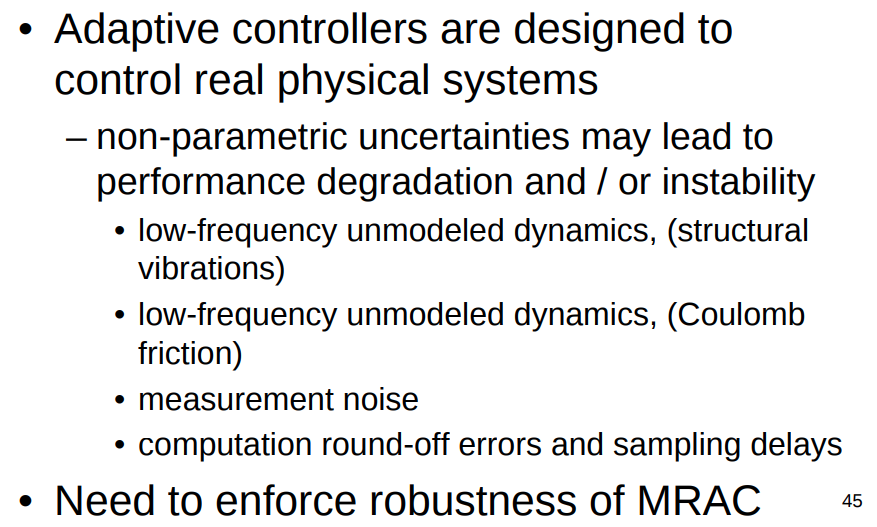 • Adaptive controllers are designed to
control real physical systems
– non-parametric uncertainties may lead to
performance degradation and / or instability
• low-frequency unmodeled dynamics, (structural
vibrations)
• low-frequency unmodeled dynamics, (Coulomb
friction)
• measurement noise
• computation round-off errors and sampling delays
• Need to enforce robustness of MRAC
45